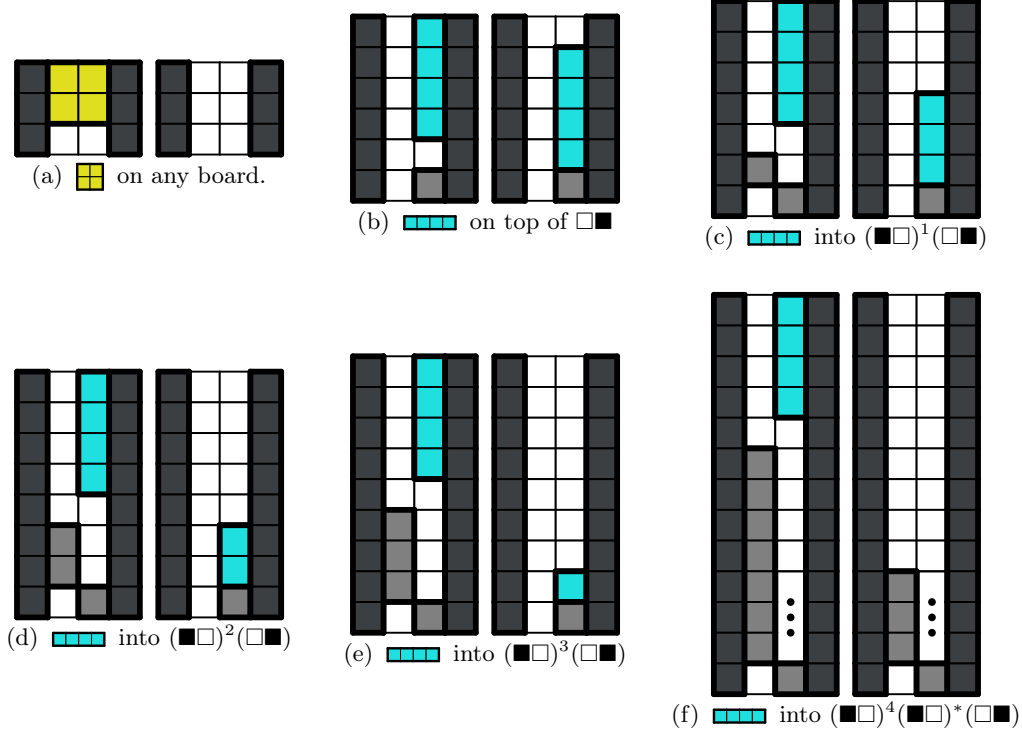 (a) on any board.
(b) on top of □■
(c) into (■□)¹(□■)
(d) into (■□)²(□■)
(e) into (■□)³(□■)
(f) into (■□)⁴(■□)*(□■)